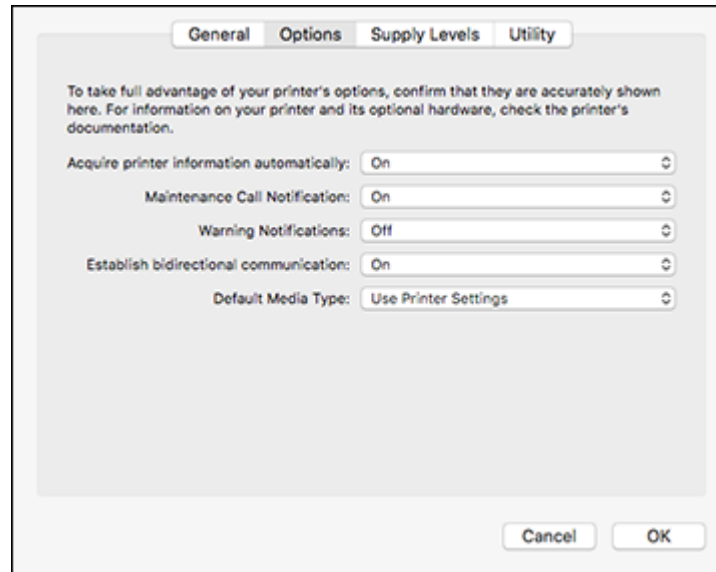 General Options Supply Levels Utility
To take full advantage of your printer's options, confirm that they are accurately shown
here. For information on your printer and its optional hardware, check the printer's
documentation.
Acquire printer information automatically: On
Maintenance Call Notification: On
Warning Notifications: Off
Establish bidirectional communication: On
Default Media Type: Use Printer Settings
Cancel OK